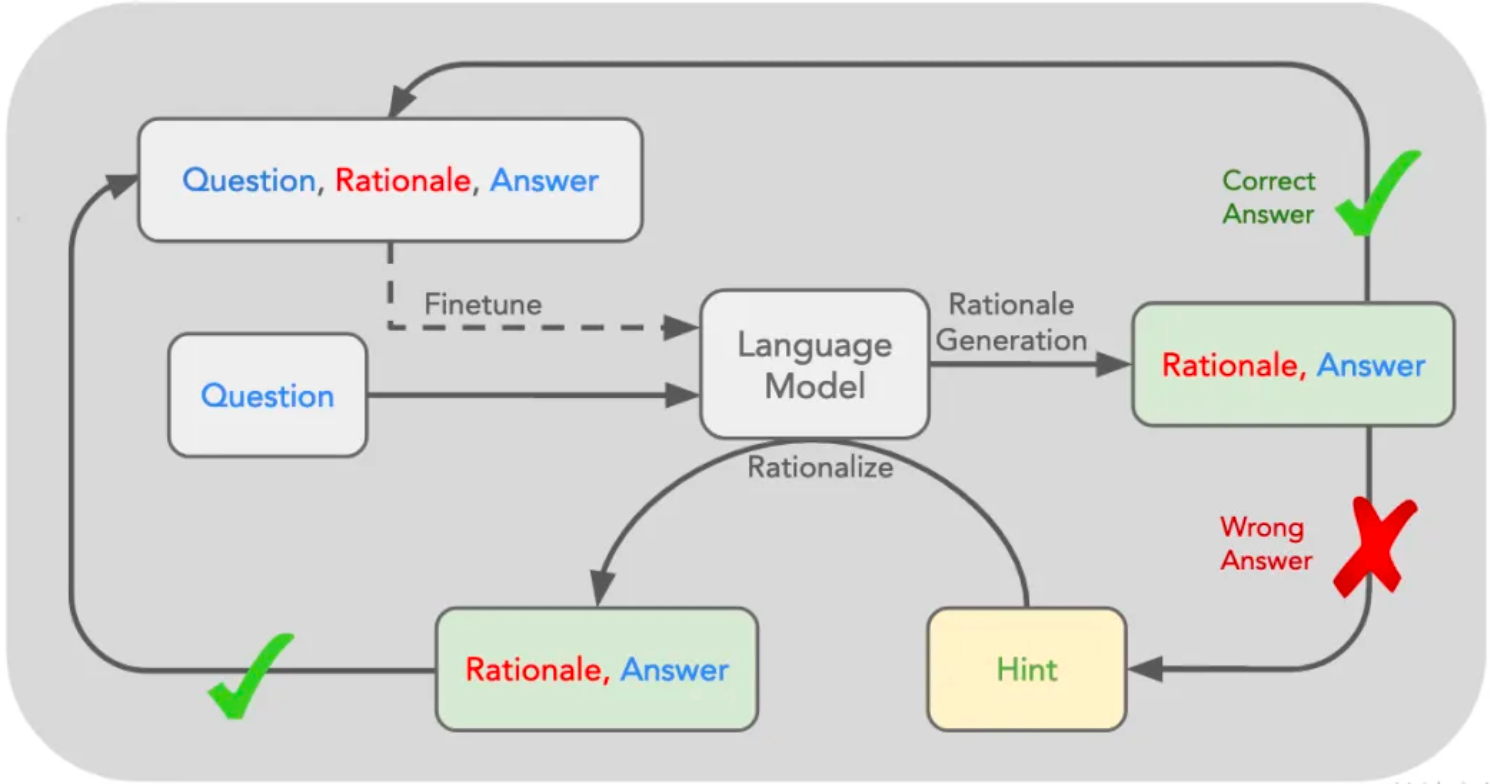 Question, Rationale, Answer
Correct
Answer
Finetune
Language
Model
Rationale
Generation
Rationale, Answer
Question
Rationalize
Wrong
Answer
Rationale, Answer
Hint